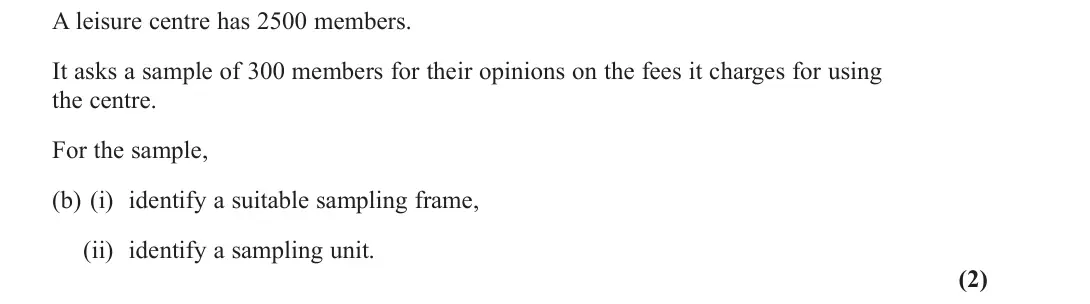 A leisure centre has 2500 members.
It asks a sample of 300 members for their opinions on the fees it charges for using
the centre.
For the sample,
(b) (i) identify a suitable sampling frame,
(ii) identify a sampling unit.
(2)